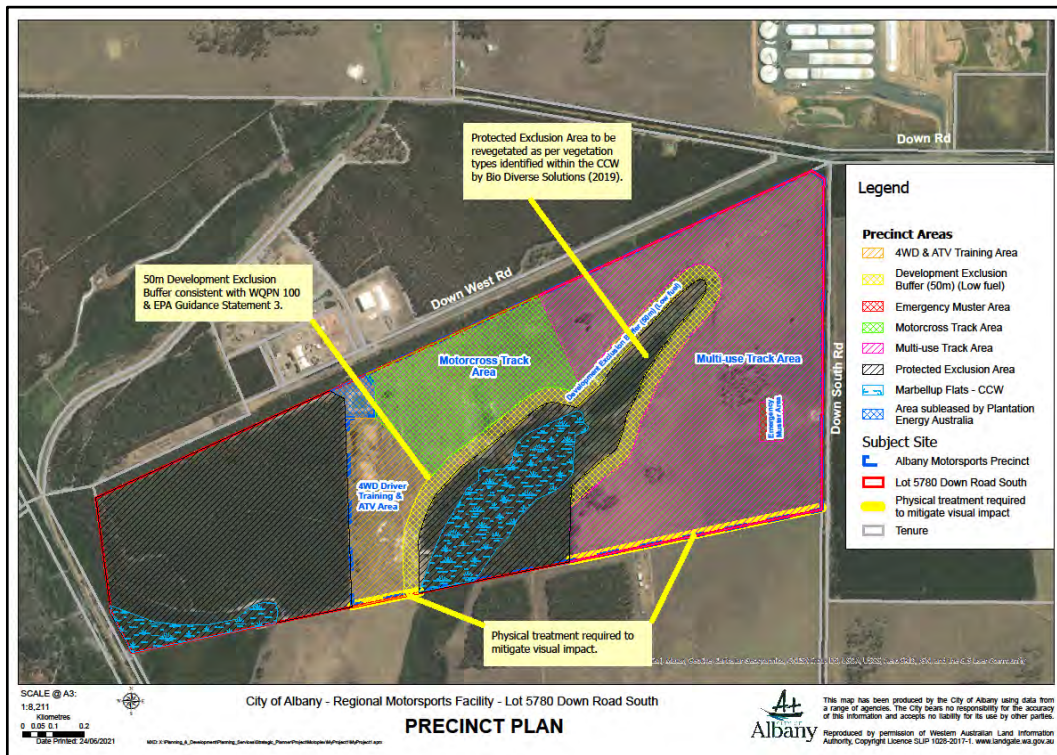 Down Rd
Protected Exclusion Area to be
revegetated as per vegetation
types identified within the CCW
by Bio Diverse Solutions (2019).
50m Development Exclusion
Buffer consistent with WQPN 100
& EPA Guidance Statement 3.
Down West Rd
Development Exclusion Buffer (50m) (Low fuel)
Motorcross Track
Area
Multi-use Track Area
Emergency
Muster Area
Down South Rd
4WD Driver
Training &
ATV Area
Physical treatment required to
mitigate visual impact.
Legend
Precinct Areas
4WD & ATV Training Area
Development Exclusion
Buffer (50m) (Low fuel)
Emergency Muster Area
Motorcross Track Area
Multi-use Track Area
Protected Exclusion Area
Marbellup Flats - CCW
Area subleased by Plantation
Energy Australia
Subject Site
Albany Motorsports Precinct
Lot 5780 Down Road South
Physical treatment required
to mitigate visual impact
Tenure
SCALE @ A3:
1:8,211
Kilometres
0 0.05 0.1 0.2
Date Printed: 24/06/2021
City of Albany - Regional Motorsports Facility - Lot 5780 Down Road South
PRECINCT PLAN
Albany
This map has been produced by the City of Albany using data from
a range of agencies. The City bears no responsibility for the accuracy
of this information and accepts no liability for its use by other parties.
Reproduced by permission of Western Australian Land Information
Authority, Copyright Licence SLIP 1028-2017-1. www.landgate.wa.gov.au